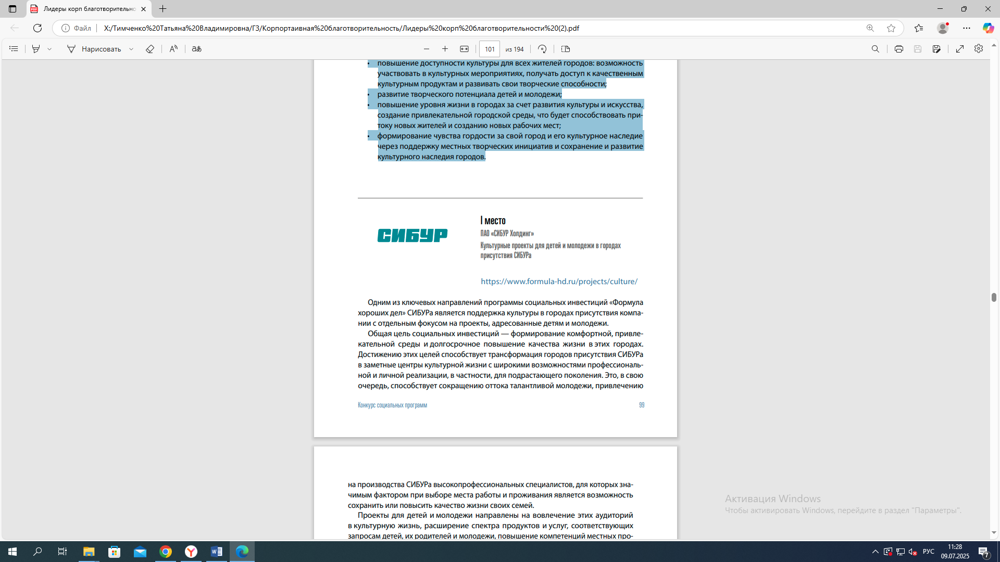 Лидеры корп благотворительно
Файл
X:/Тимченко%20Татьяна%20Владимировна/ГЗ/Корпортаивная%20благотворительность/Лидеры%20корп%20благотворительности%20(2).pdf
Нарисовать
101 из 194
• повышение доступности культуры для всех жителей городов: возможность
участвовать в культурных мероприятиях, получать доступ к качественным
культурным продуктам и развивать свои творческие способности;
• развитие творческого потенциала детей и молодежи;
• повышение уровня жизни в городах за счет развития культуры и искусства,
создание привлекательной городской среды, что будет способствовать при-
току новых жителей и созданию новых рабочих мест;
• формирование чувства гордости за свой город и его культурное наследие
через поддержку местных творческих инициатив и сохранение и развитие
культурного наследия городов.
СИБУР
I место
ПАО «СИБУР Холдинг»
Культурные проекты для детей и молодежи в городах
присутствия СИБУРа
https://www.formula-hd.ru/projects/culture/
Одним из ключевых направлений программы социальных инвестиций «Формула
хороших дел» СИБУРа является поддержка культуры в городах присутствия компа-
нии с отдельным фокусом на проекты, адресованные детям и молодежи.
Общая цель социальных инвестиций — формирование комфортной, привле-
кательной среды и долгосрочное повышение качества жизни в этих городах.
Достижению этих целей способствует трансформация городов присутствия СИБУРа
в заметные центры культурной жизни с широкими возможностями профессиональ-
ной и личной реализации, в частности, для подрастающего поколения. Это, в свою
очередь, способствует сокращению оттока талантливой молодежи, привлечению
Конкурс социальных программ 99
на производства СИБУРа высокопрофессиональных специалистов, для которых зна-
чимым фактором при выборе места работы и проживания является возможность
сохранить или повысить качество жизни своих семей.
Проекты для детей и молодежи направлены на вовлечение этих аудиторий
в культурную жизнь, расширение спектра продуктов и услуг, соответствующих
запросам детей, их родителей и молодежи, повышение компетенций местных про-
Активация Windows
Чтобы активировать Windows, перейдите в раздел "Параметры".
РУС
11:28
09.07.2025
7